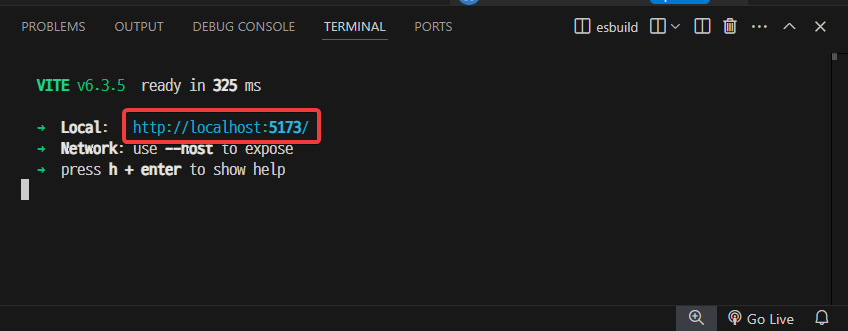 PROBLEMS OUTPUT DEBUG CONSOLE TERMINAL PORTS esbuild
VITE v6.3.5 ready in 325 ms
➜ Local: http://localhost:5173/
➜ Network: use --host to expose
➜ press h + enter to show help
Go Live